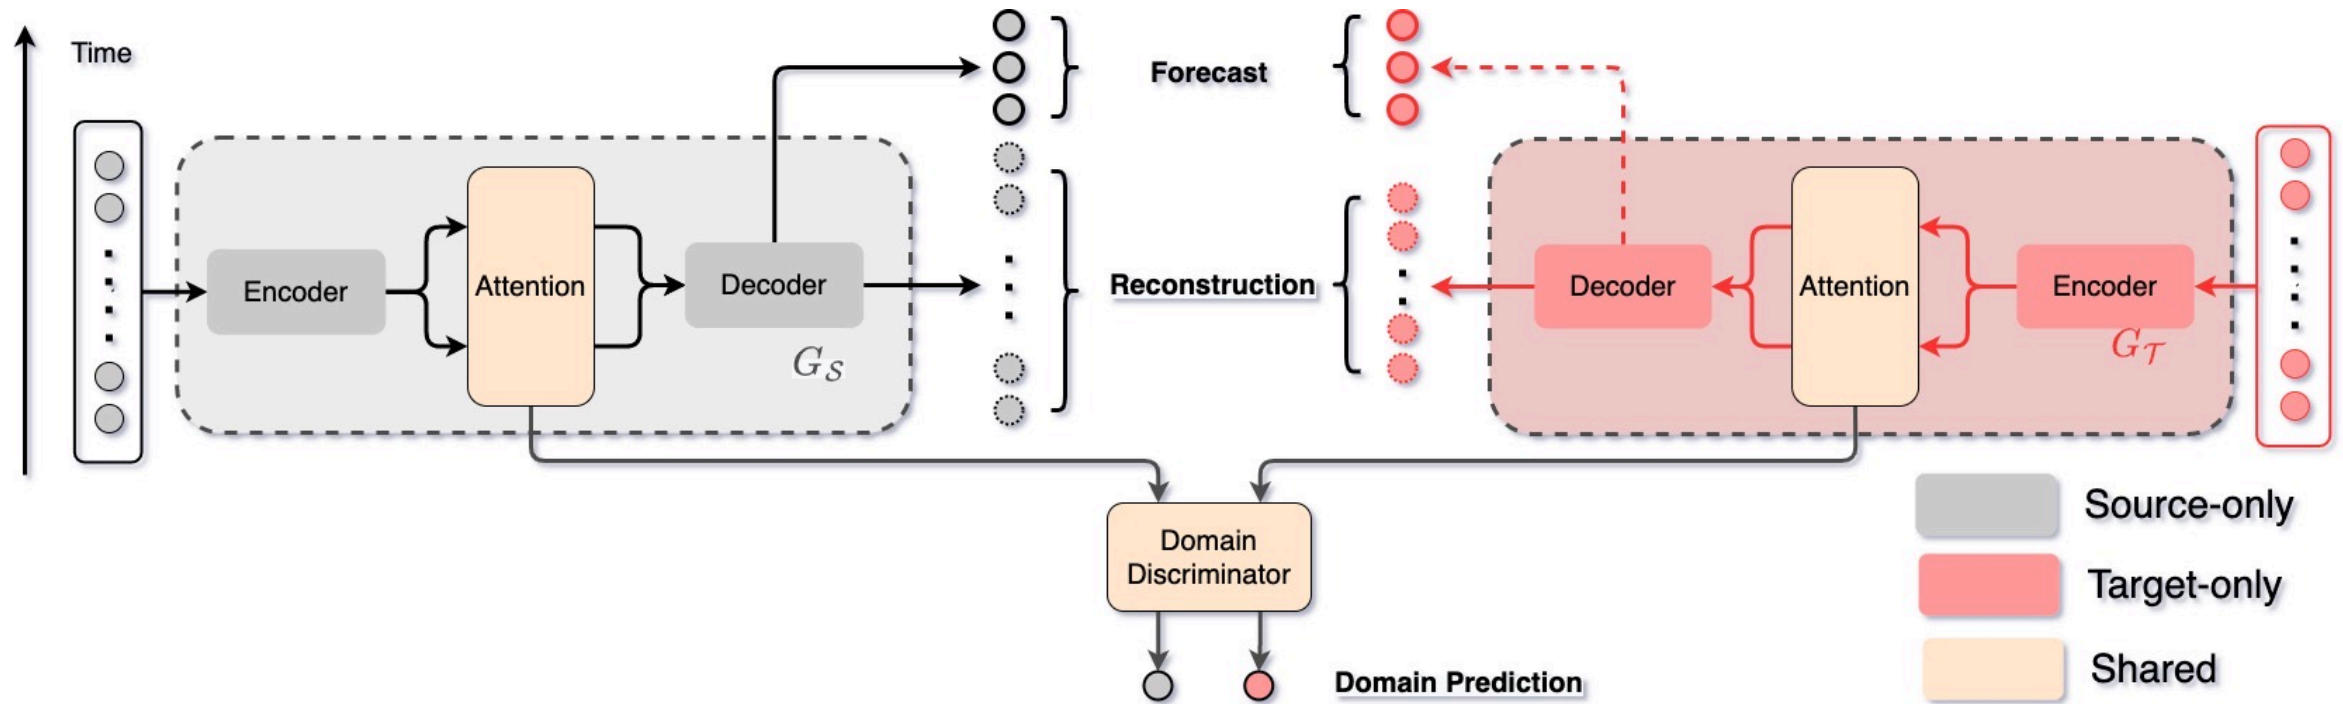 Time
Forecast
Encoder
Attention
Decoder
G_S
Reconstruction
Decoder
Attention
Encoder
G_T
Domain
Discriminator
Domain Prediction
Source-only
Target-only
Shared